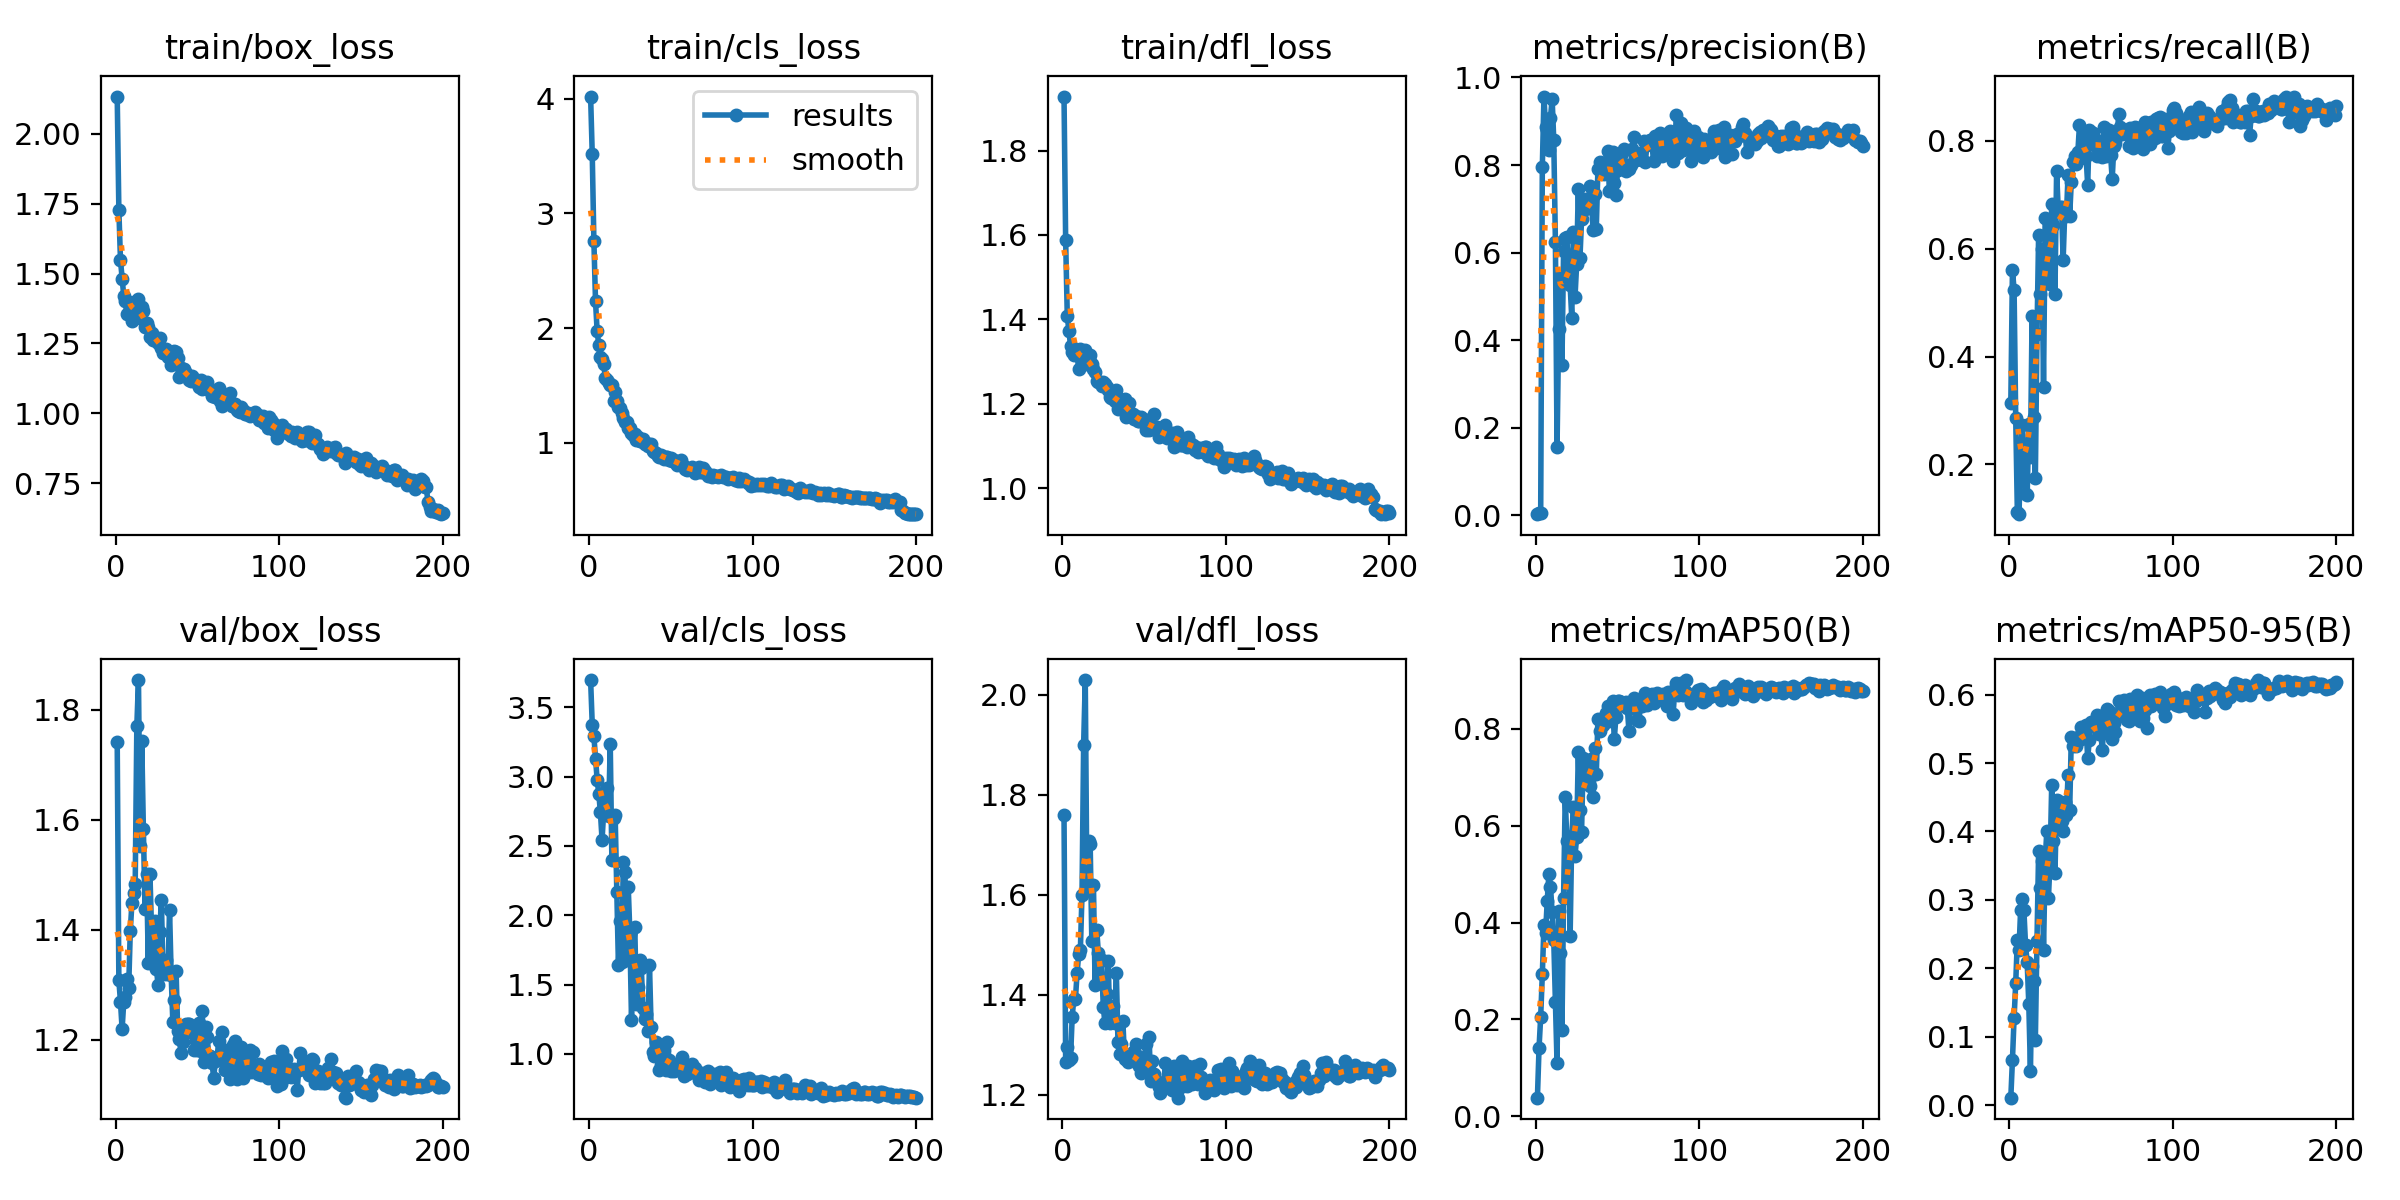 train/box_loss
2.00
1.75
1.50
1.25
1.00
0.75
0 100 200
train/cls_loss
results
smooth
4
3
2
1
0 100 200
train/dfl_loss
1.8
1.6
1.4
1.2
1.0
0 100 200
metrics/precision(B)
1.0
0.8
0.6
0.4
0.2
0.0
0 100 200
metrics/recall(B)
0.8
0.6
0.4
0.2
0 100 200
val/box_loss
1.8
1.6
1.4
1.2
0 100 200
val/cls_loss
3.5
3.0
2.5
2.0
1.5
1.0
0 100 200
val/dfl_loss
2.0
1.8
1.6
1.4
1.2
0 100 200
metrics/mAP50(B)
0.8
0.6
0.4
0.2
0.0
0 100 200
metrics/mAP50-95(B)
0.6
0.5
0.4
0.3
0.2
0.1
0.0
0 100 200